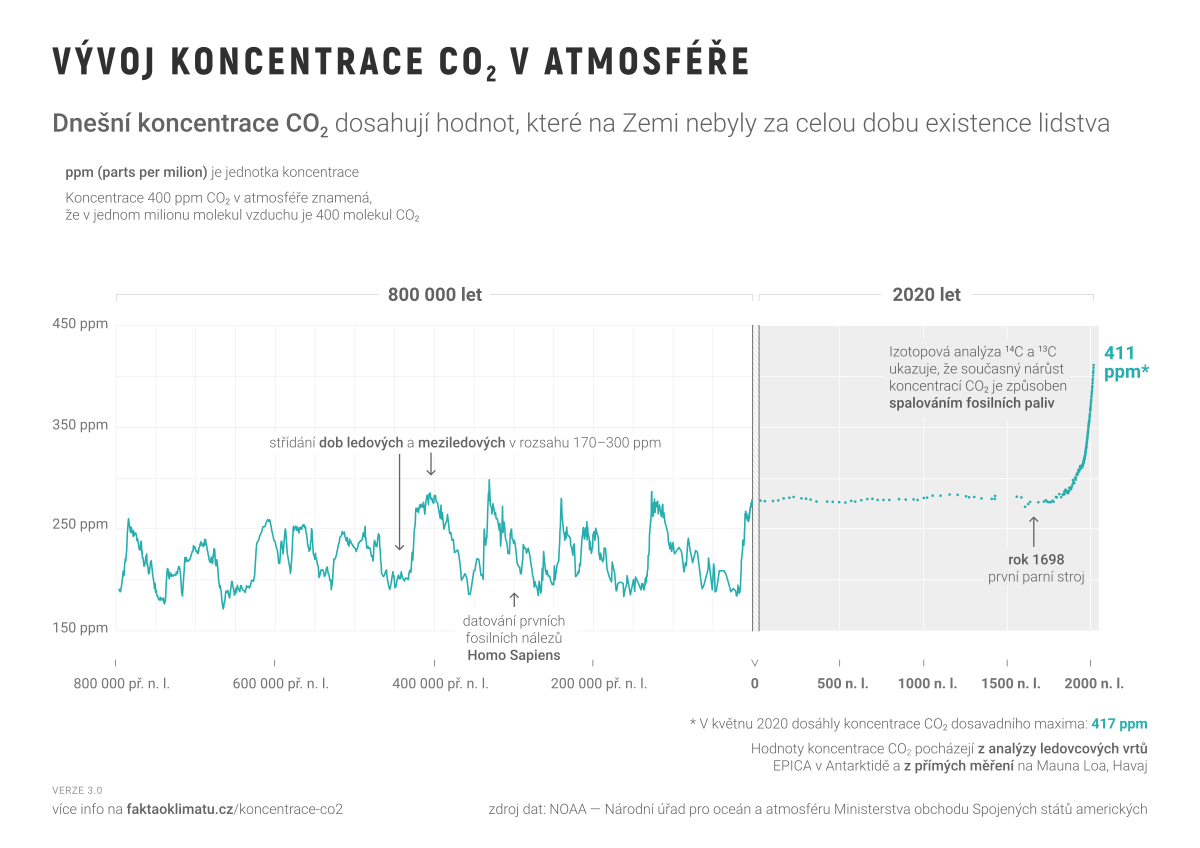 VÝVOJ KONCENTRACE CO₂ V ATMOSFÉŘE
Dnešní koncentrace CO₂ dosahují hodnot, které na Zemi nebyly za celou dobu existence lidstva
ppm (parts per milion) je jednotka koncentrace
Koncentrace 400 ppm CO₂ v atmosféře znamená,
že v jednom milionu molekul vzduchu je 400 molekul CO₂
800 000 let
2020 let
450 ppm
350 ppm
250 ppm
150 ppm
Izotopová analýza ¹⁴C a ¹³C
ukazuje, že současný nárůst
koncentrací CO₂ je způsoben
spalováním fosilních paliv
411
ppm*
střídání dob ledových a meziledových v rozsahu 170–300 ppm
rok 1698
první parní stroj
datování prvních
fosilních nálezů
Homo Sapiens
800 000 př. n. l.
600 000 př. n. l.
400 000 př. n. l.
200 000 př. n. l.
0
500 n. l.
1000 n. l.
1500 n. l.
2000 n. l.
* V květnu 2020 dosáhly koncentrace CO₂ dosavadního maxima: 417 ppm
Hodnoty koncentrace CO₂ pocházejí z analýzy ledovcových vrtů
EPICA v Antarktidě a z přímých měření na Mauna Loa, Havaj
VERZE 3.0
více info na faktaoklimatu.cz/koncentrace-co2
zdroj dat: NOAA — Národní úřad pro oceán a atmosféru Ministerstva obchodu Spojených států amerických